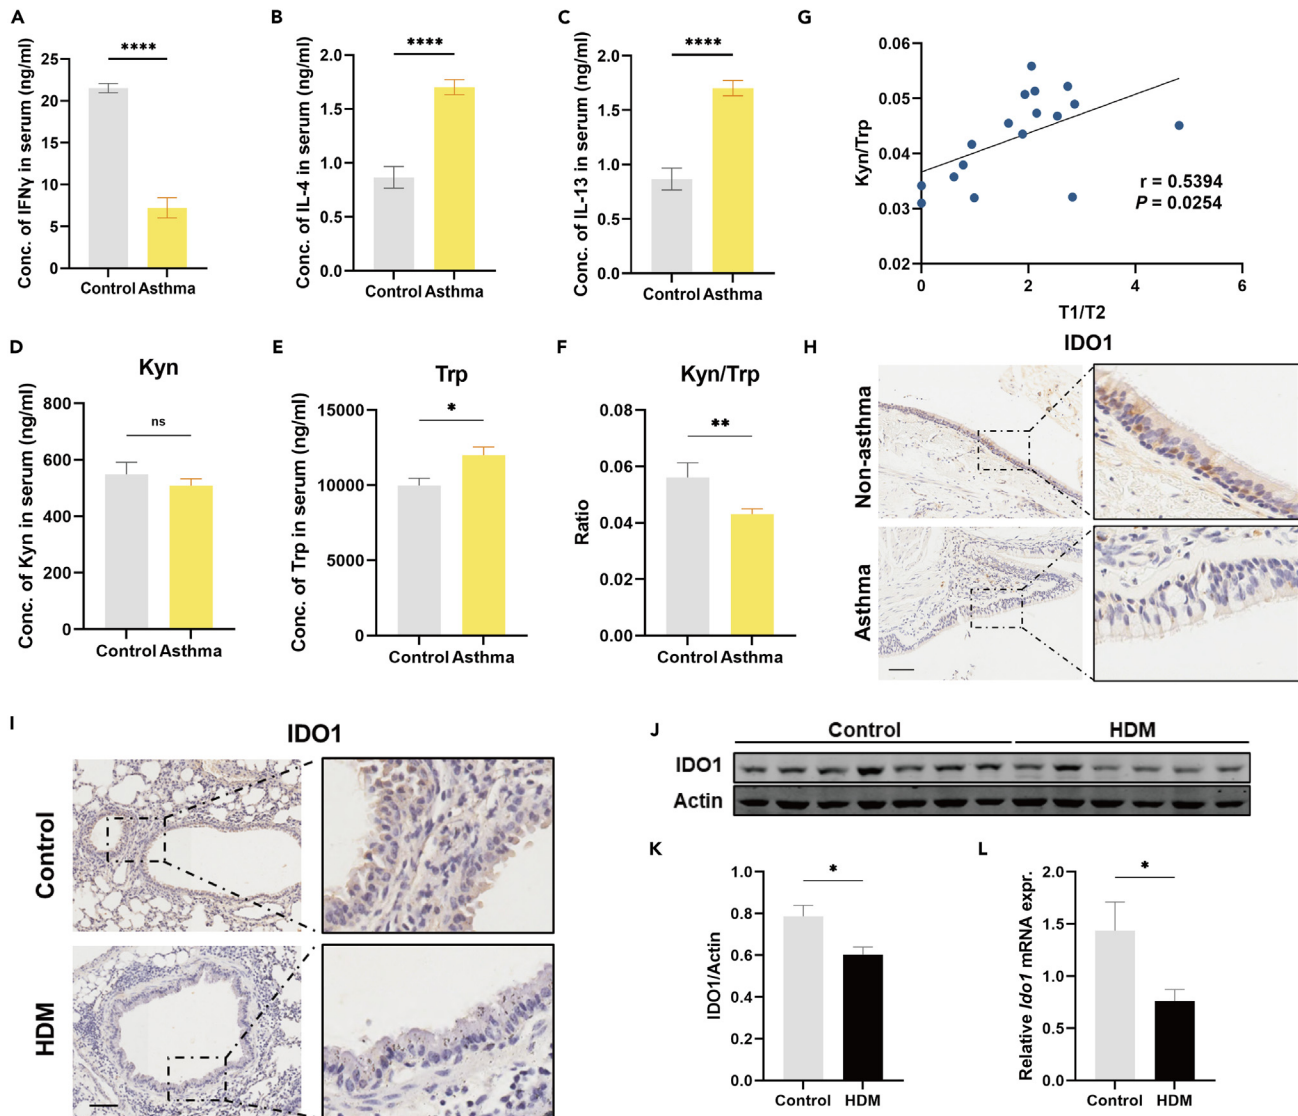 A
Conc. of IFNγ in serum (ng/ml)
25
20
15
10
5
0
****
Control Asthma
B
Conc. of IL-4 in serum (ng/ml)
2.0
1.5
1.0
0.5
0.0
****
Control Asthma
C
Conc. of IL-13 in serum (ng/ml)
2.0
1.5
1.0
0.5
0.0
****
Control Asthma
G
Kyn/Trp
0.06
0.05
0.04
0.03
0.02
r = 0.5394
P = 0.0254
0 2 4 6
T1/T2
D
Kyn
Conc. of Kyn in serum (ng/ml)
800
600
400
200
0
ns
Control Asthma
E
Trp
Conc. of Trp in serum (ng/ml)
15000
10000
5000
0
*
Control Asthma
F
Kyn/Trp
Ratio
0.08
0.06
0.04
0.02
0.00
**
Control Asthma
H
IDO1
Non-asthma
Asthma
I
IDO1
Control
HDM
J
Control HDM
IDO1
Actin
K
IDO1/Actin
1.0
0.8
0.6
0.4
0.2
0.0
*
Control HDM
L
Relative Ido1 mRNA expr.
2.0
1.5
1.0
0.5
0.0
*
Control HDM